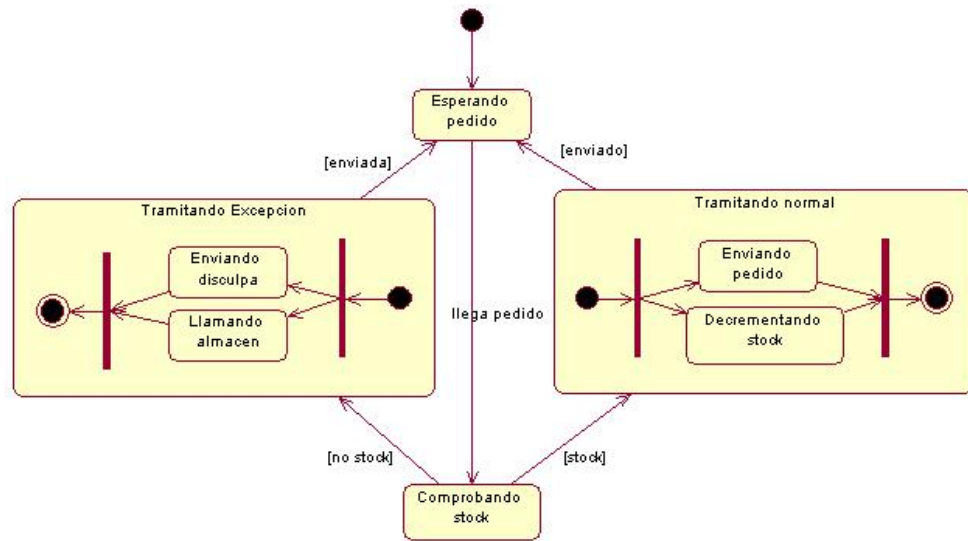 Esperando
pedido
[enviada]
[enviado]
Tramitando Excepcion
Tramitando normal
Enviando
disculpa
Llamando
almacen
llega pedido
Enviando
pedido
Decrementando
stock
[no stock]
[stock]
Comprobando
stock